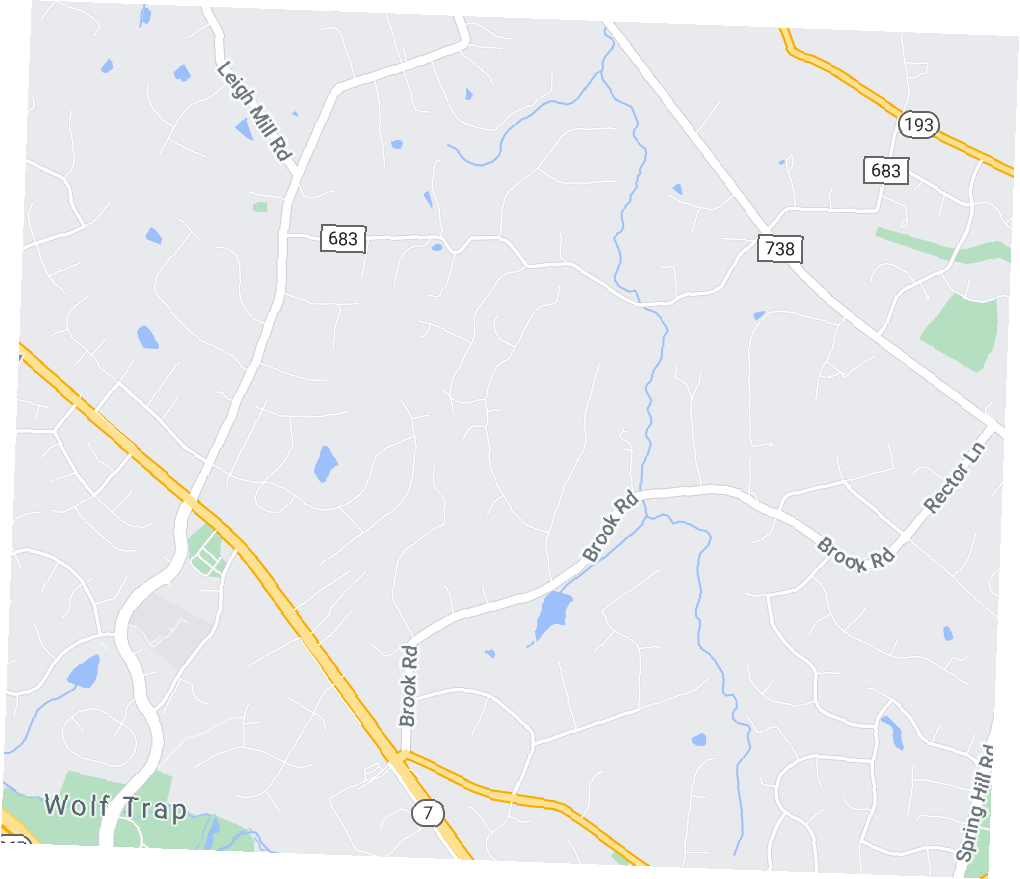 Leigh Mill Rd
193
683
683
738
Rector Ln
Brook Rd
Brook Rd
Brook Rd
Spring Hill Rd
Wolf Trap
7